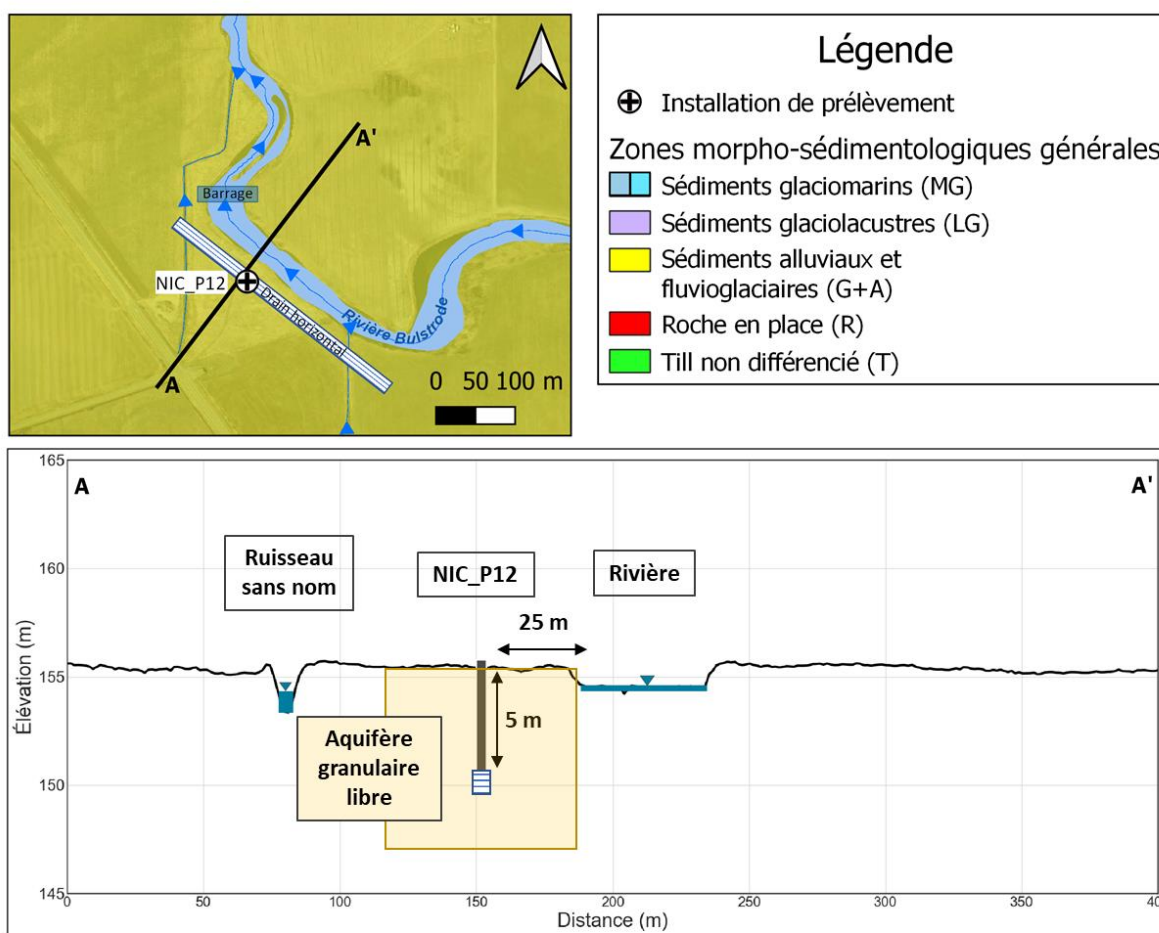 A'
Barrage
NIC_P12
Drain horizontal
Rivière Bulstrode
A
0 50 100 m
Légende
Installation de prélèvement
Zones morpho-sédimentologiques générales
Sédiments glaciomarins (MG)
Sédiments glaciolacustres (LG)
Sédiments alluviaux et
fluvioglaciaires (G+A)
Roche en place (R)
Till non différencié (T)
165
A
A'
Ruisseau
sans nom
NIC_P12
Rivière
160
25 m
155
5 m
Aquifère
granulaire
libre
150
145
Élévation (m)
0 50 100 150 200 250 300 350 40
Distance (m)